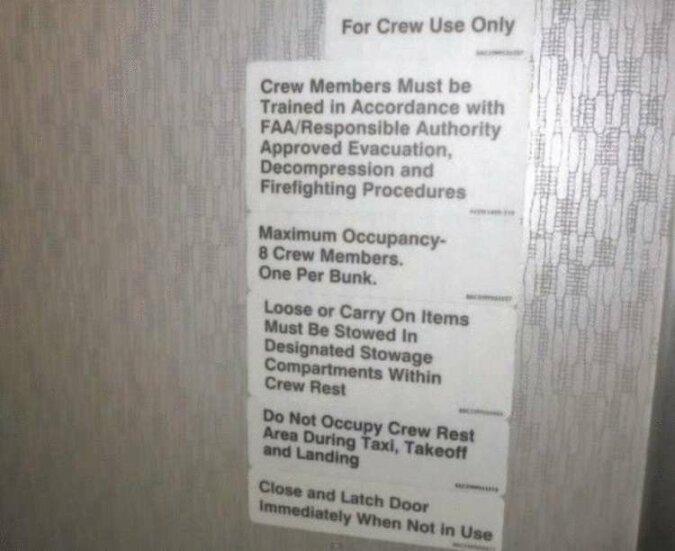 For Crew Use Only
Crew Members Must be
Trained in Accordance with
FAA/Responsible Authority
Approved Evacuation,
Decompression and
Firefighting Procedures
Maximum Occupancy-
8 Crew Members.
One Per Bunk.
Loose or Carry On Items
Must Be Stowed In
Designated Stowage
Compartments Within
Crew Rest
Do Not Occupy Crew Rest
Area During Taxi, Takeoff
and Landing
Close and Latch Door
Immediately When Not in Use